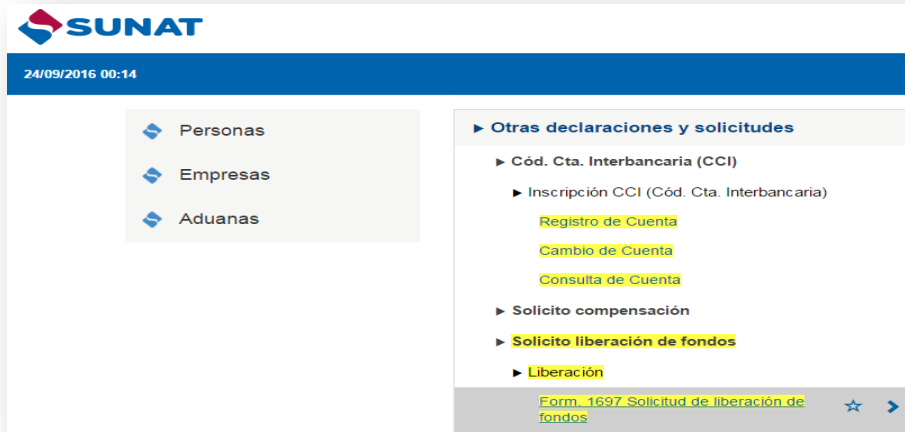 SUNAT
24/09/2016 00:14
Personas
Empresas
Aduanas
Otras declaraciones y solicitudes
Cód. Cta. Interbancaria (CCI)
Inscripción CCI (Cód. Cta. Interbancaria)
Registro de Cuenta
Cambio de Cuenta
Consulta de Cuenta
Solicito compensación
Solicito liberación de fondos
Liberación
Form. 1697 Solicitud de liberación de
fondos